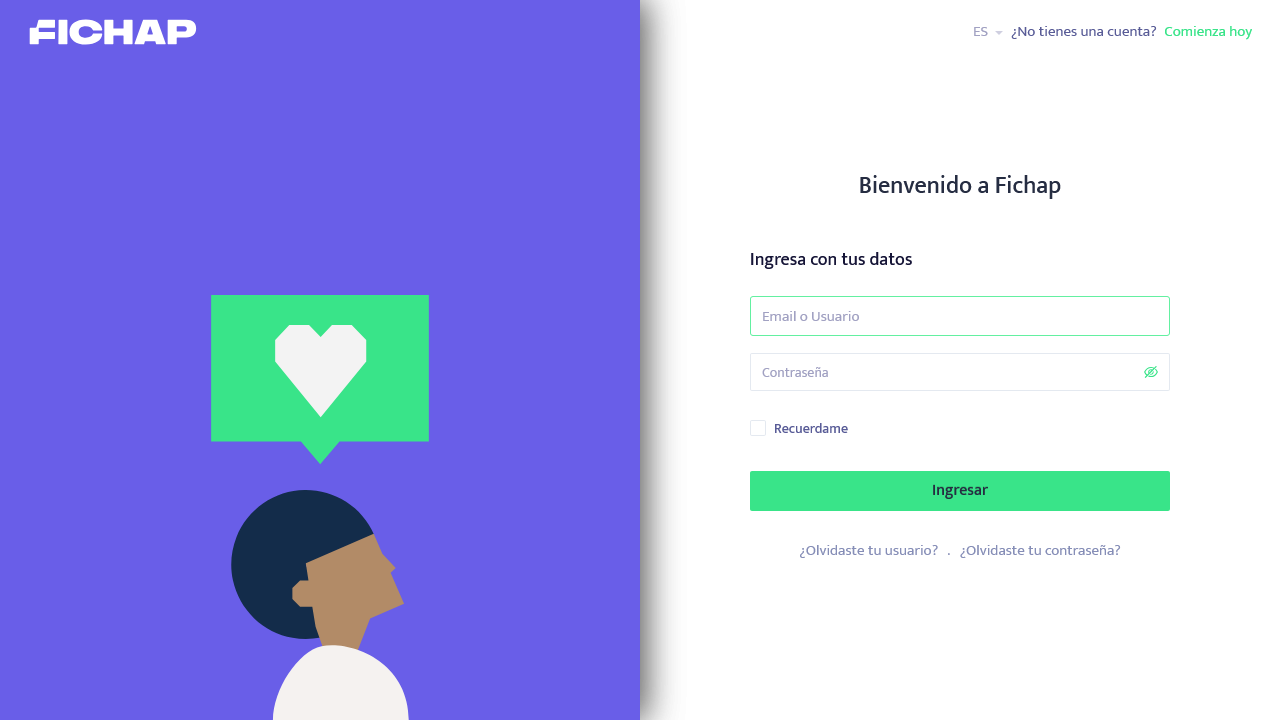 FICHAP
ES ¿No tienes una cuenta? Comienza hoy
Bienvenido a Fichap
Ingresa con tus datos
Email o Usuario
Contraseña
Recuerdame
Ingresar
¿Olvidaste tu usuario? . ¿Olvidaste tu contraseña?